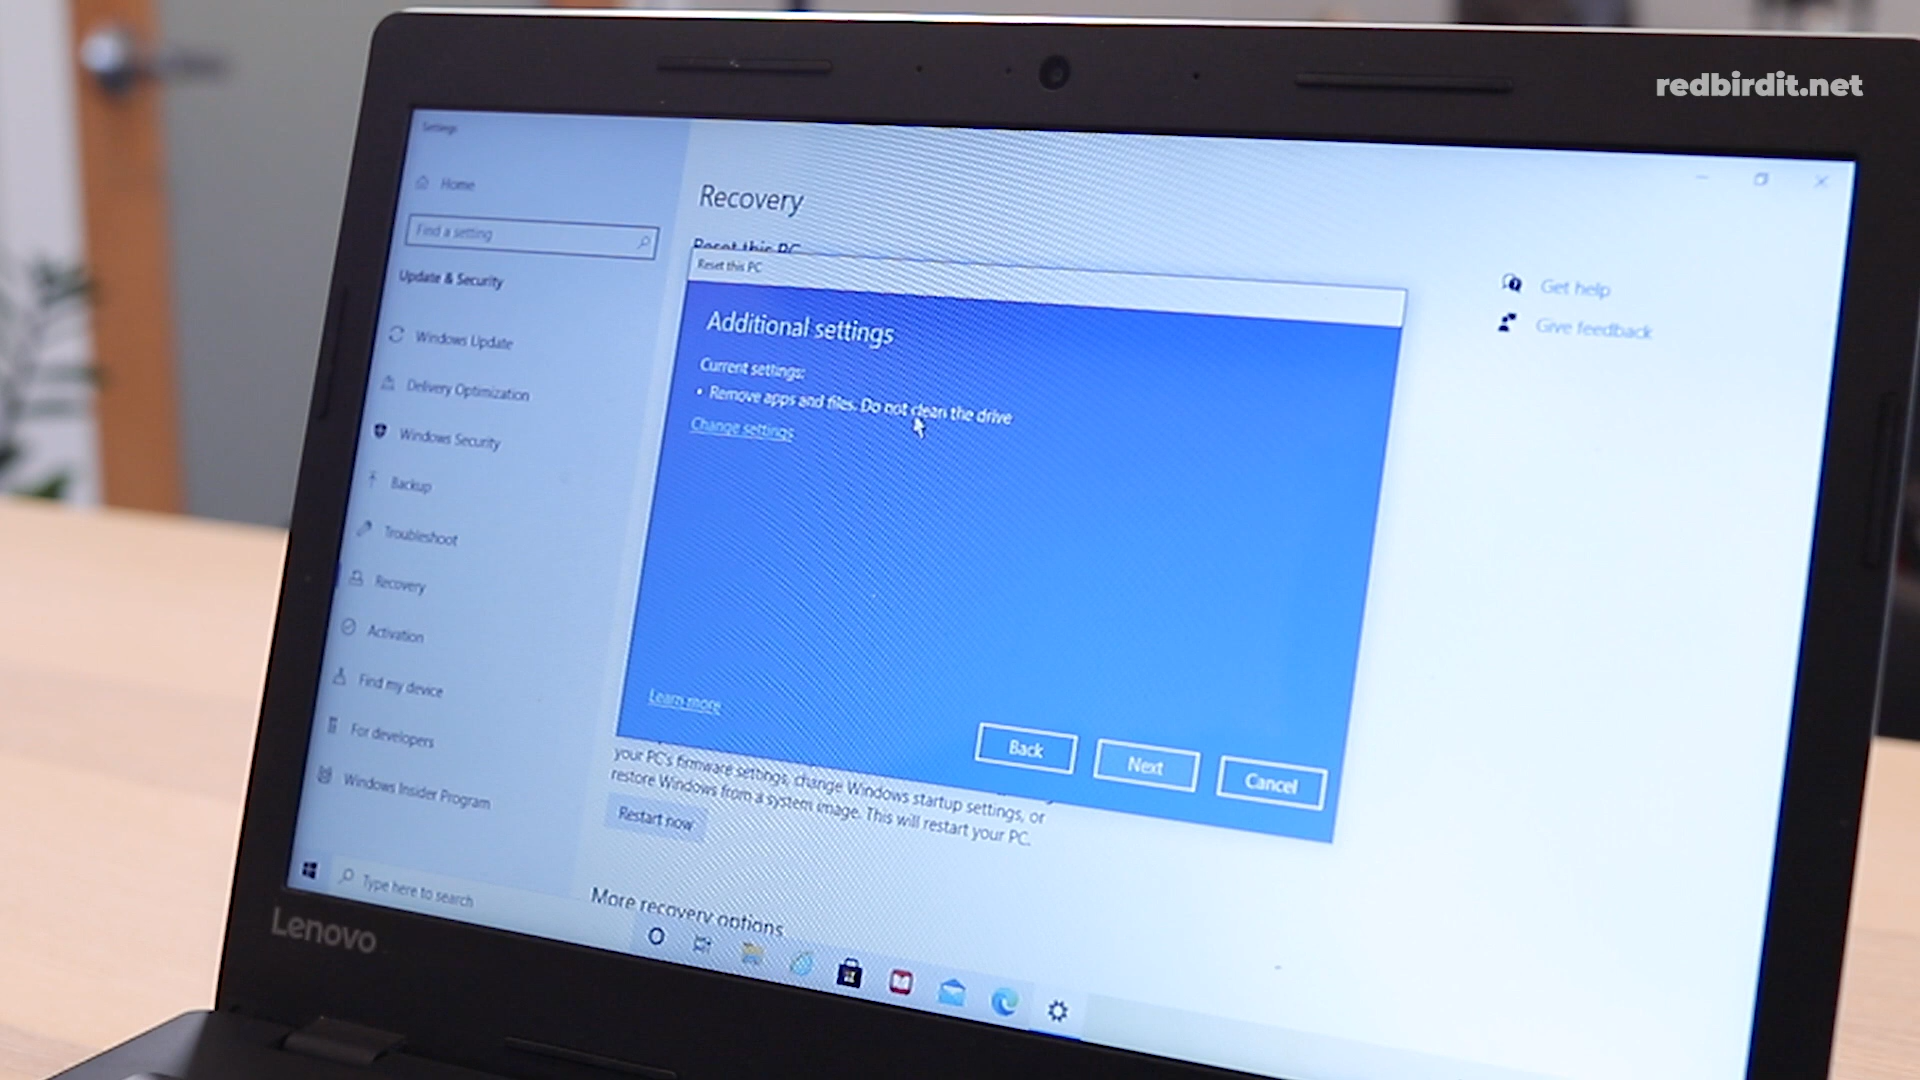 redbirdit.net
Settings
Home
Find a setting
Update & Security
Windows Update
Delivery Optimization
Windows Security
Backup
Troubleshoot
Recovery
Activation
Find my device
For developers
Windows Insider Program
Type here to search
Recovery
Reset this PC
Reset this PC
Additional settings
Current settings:
• Remove apps and files. Do not clean the drive
Change settings
Learn more
Back
Next
Cancel
your PC's firmware settings, change Windows startup settings, or
restore Windows from a system image. This will restart your PC.
Restart now
More recovery options
Get help
Give feedback
Lenovo